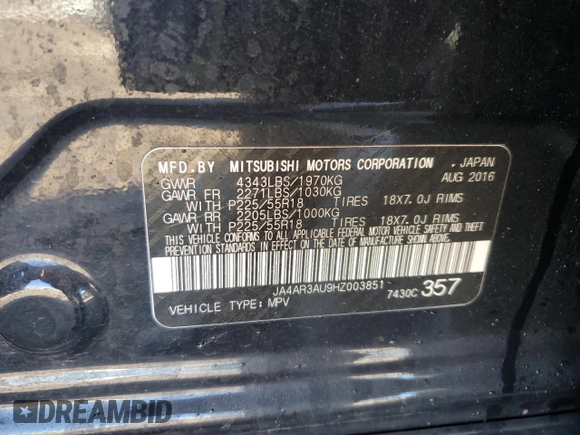 MFD. BY MITSUBISHI MOTORS CORPORATION . JAPAN
GVWR 4343LBS/1970KG AUG 2016
GAWR FR 2271LBS/1030KG
WITH P225/55R18 TIRES 18X7.0J RIMS
GAWR RR 2205LBS/1000KG
WITH P225/55R18 TIRES 18X7.0J RIMS
THIS VEHICLE CONFORMS TO ALL APPLICABLE FEDERAL MOTOR VEHICLE SAFETY AND THEFT
PREVENTION STANDARDS IN EFFECT ON THE DATE OF MANUFACTURE SHOWN ABOVE.
JA4AR3AU9HZ003851
VEHICLE TYPE: MPV 7430C 357
DREAMBID